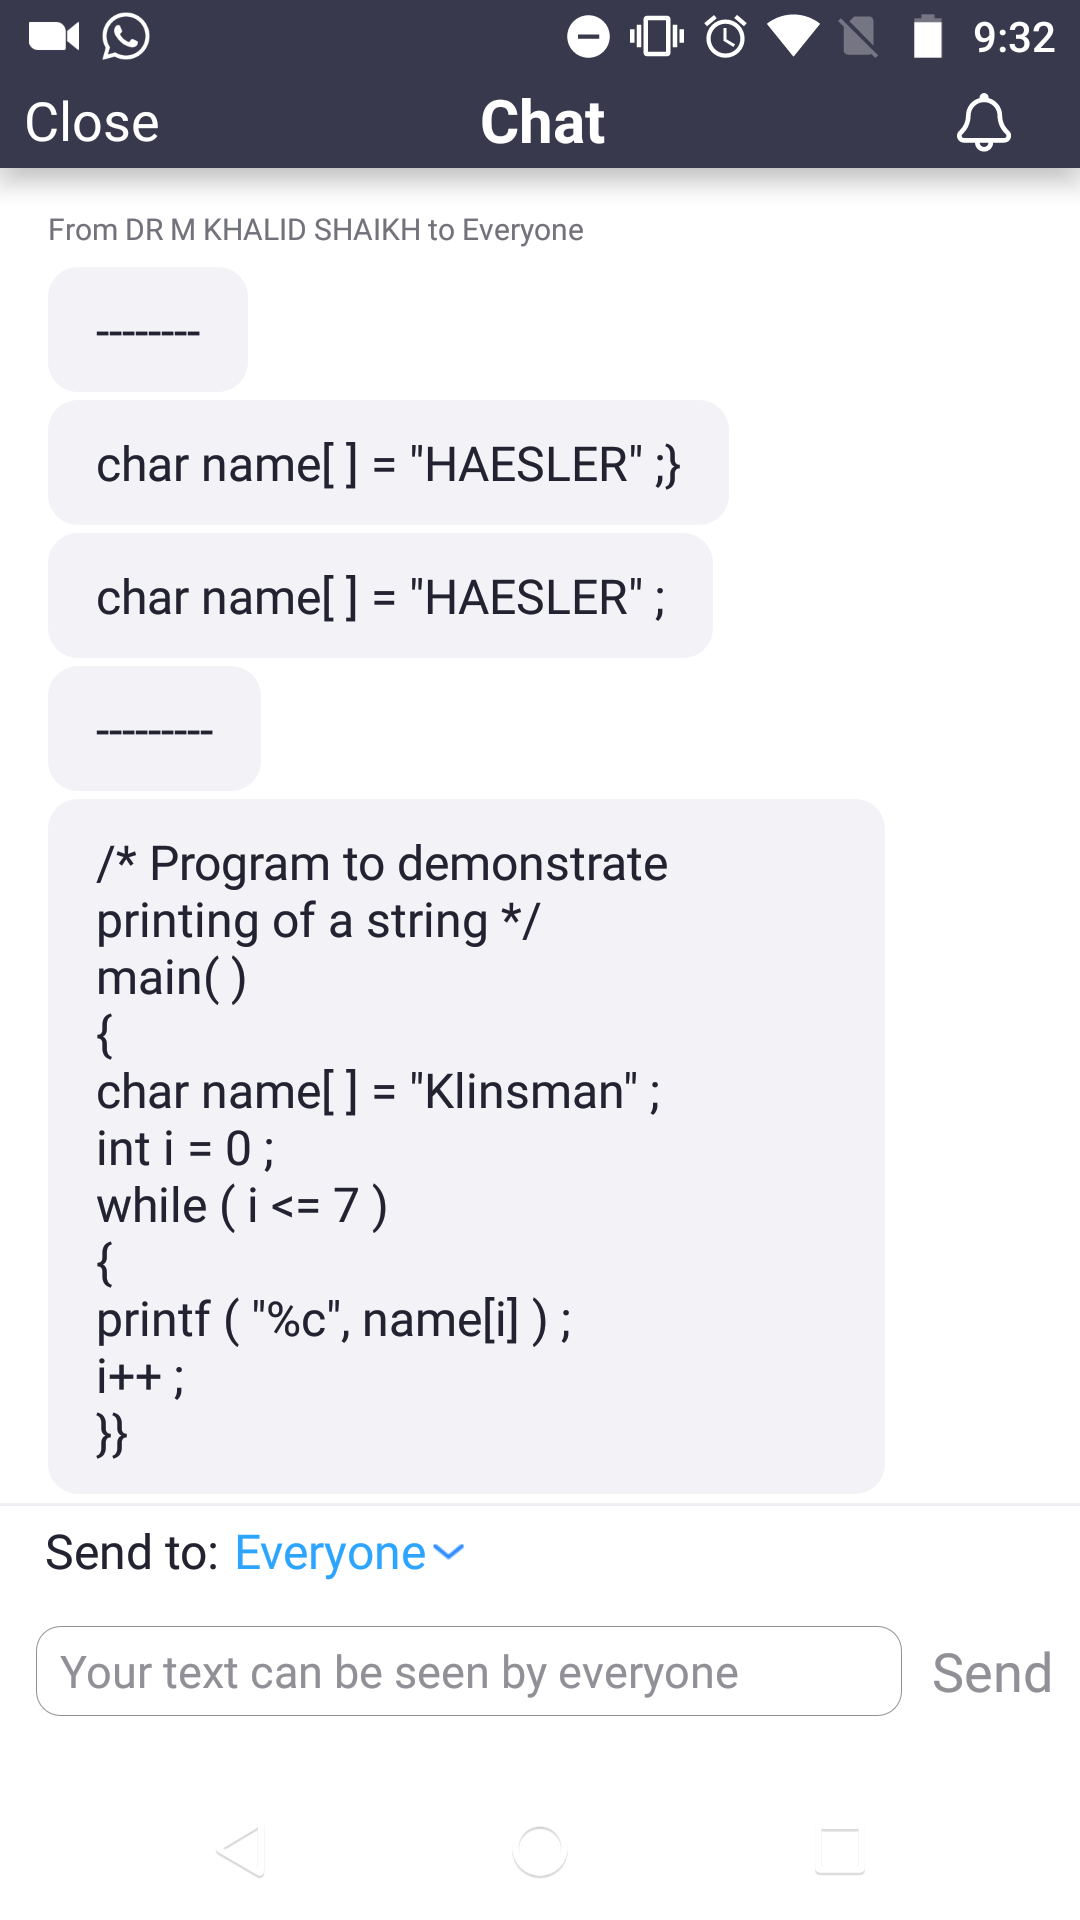 9:32
Close Chat
From DR M KHALID SHAIKH to Everyone
--------
char name[ ] = "HAESLER" ;}
char name[ ] = "HAESLER" ;
---------
/* Program to demonstrate
printing of a string */
main( )
{
char name[ ] = "Klinsman" ;
int i = 0 ;
while ( i <= 7 )
{
printf ( "%c", name[i] ) ;
i++ ;
}}
Send to: Everyone
Your text can be seen by everyone Send